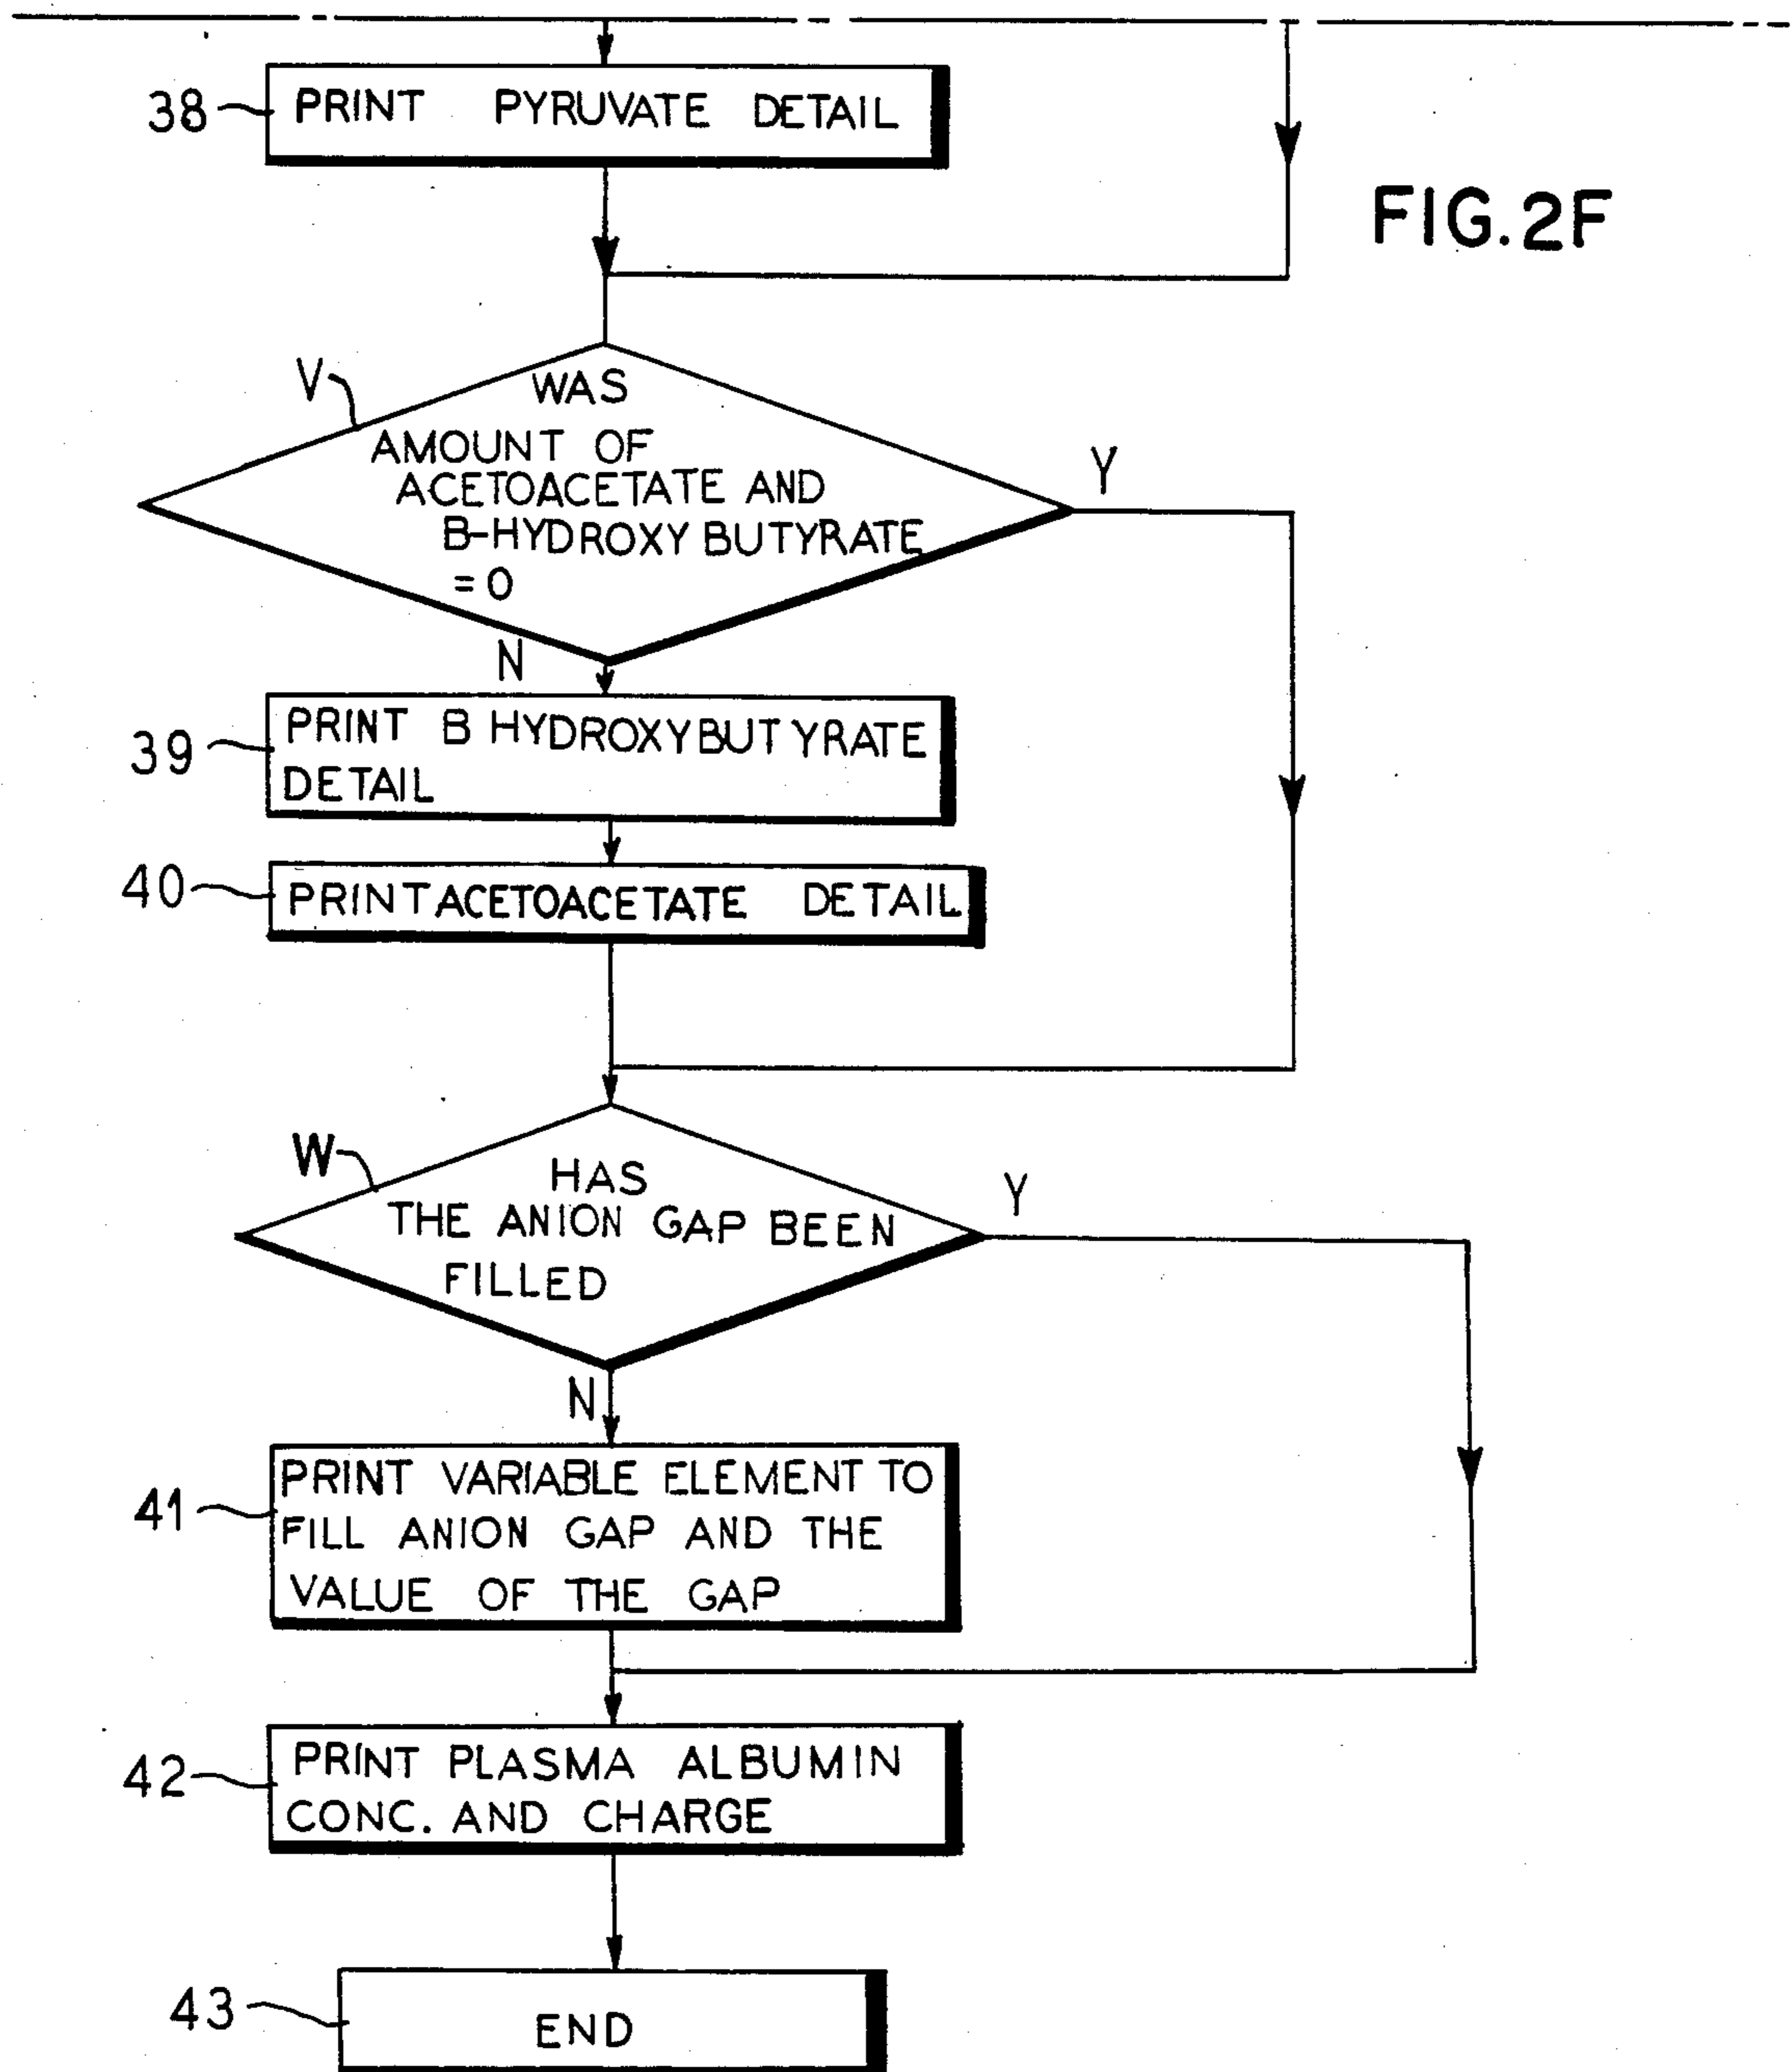 38 PRINT PYRUVATE DETAIL
FIG.2F
V
WAS
AMOUNT OF
ACETOACETATE AND
B-HYDROXY BUTYRATE
=0
Y
N
39 PRINT B HYDROXYBUTYRATE
DETAIL
40 PRINT ACETOACETATE DETAIL
W
HAS
THE ANION GAP BEEN
FILLED
Y
N
41 PRINT VARIABLE ELEMENT TO
FILL ANION GAP AND THE
VALUE OF THE GAP
42 PRINT PLASMA ALBUMIN
CONC. AND CHARGE
43 END